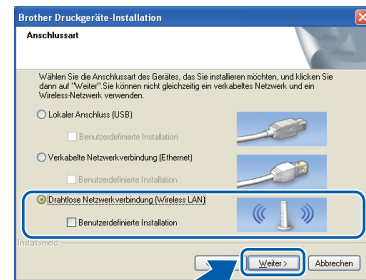 Brother Druckgeräte-Installation
Anschlussart
Wählen Sie die Anschlussart des Gerätes, das Sie installieren möchten, und klicken Sie
dann auf "Weiter".Sie können nicht gleichzeitig ein verkabeltes Netzwerk und ein
Wireless-Netzwerk verwenden.
Lokaler Anschluss (USB)
Benutzerdefinierte Installation
Verkabelte Netzwerkverbindung (Ethernet)
Benutzerdefinierte Installation
Drahtlose Netzwerkverbindung (Wireless LAN)
Benutzerdefinierte Installation
InstallShield
Weiter >
Abbrechen